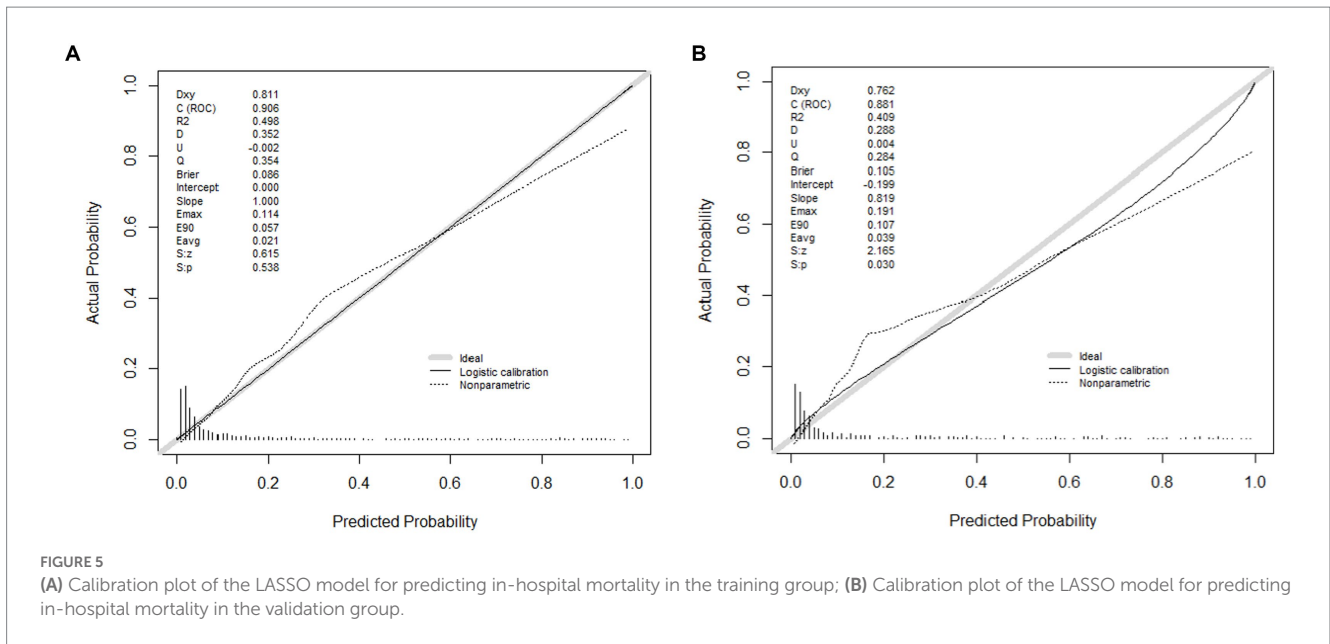 A
Dxy 0.811
C (ROC) 0.906
R2 0.498
D 0.352
U -0.002
Q 0.354
Brier 0.086
Intercept 0.000
Slope 1.000
Emax 0.114
E90 0.057
Eavg 0.021
S:z 0.615
S:p 0.538
Actual Probability
0.0 0.2 0.4 0.6 0.8 1.0
Ideal
Logistic calibration
Nonparametric
0.0 0.2 0.4 0.6 0.8 1.0
Predicted Probability
B
Dxy 0.762
C (ROC) 0.881
R2 0.409
D 0.288
U 0.004
Q 0.284
Brier 0.105
Intercept -0.199
Slope 0.819
Emax 0.191
E90 0.107
Eavg 0.039
S:z 2.165
S:p 0.030
Actual Probability
0.0 0.2 0.4 0.6 0.8 1.0
Ideal
Logistic calibration
Nonparametric
0.0 0.2 0.4 0.6 0.8 1.0
Predicted Probability
FIGURE 5
(A) Calibration plot of the LASSO model for predicting in-hospital mortality in the training group; (B) Calibration plot of the LASSO model for predicting
in-hospital mortality in the validation group.